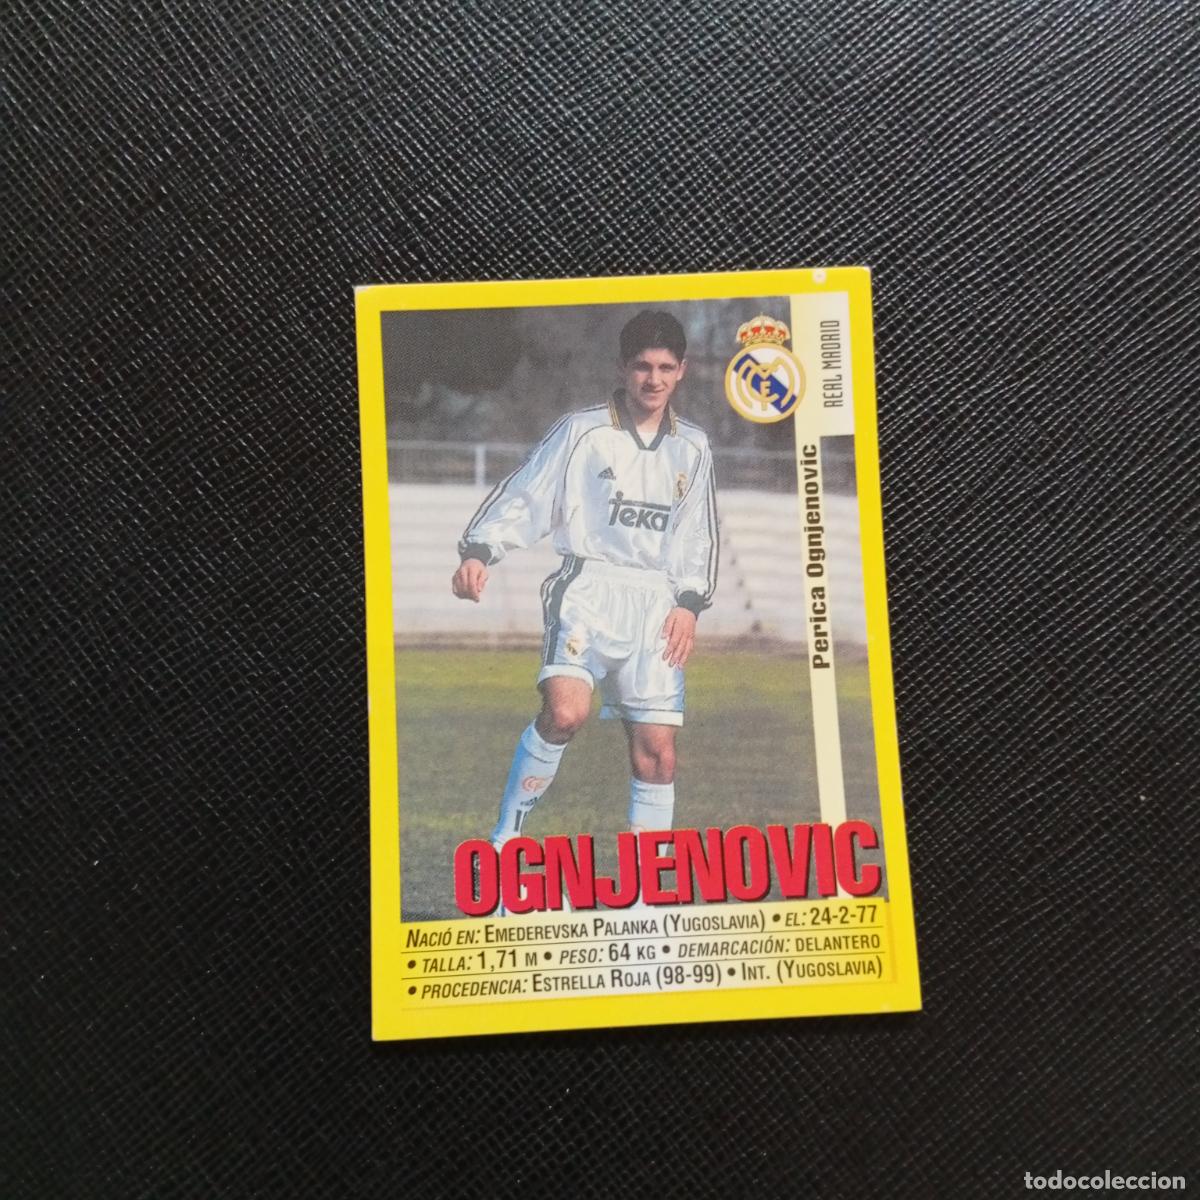 REAL MADRID
Perica Ognjenovic
teka
OGNJENOVIC
NACIÓ EN: EMEDEREVSKA PALANKA (YUGOSLAVIA) • EL: 24-2-77
• TALLA: 1,71 M • PESO: 64 KG • DEMARCACIÓN: DELANTERO
• PROCEDENCIA: ESTRELLA ROJA (98-99) • INT. (YUGOSLAVIA)
todocoleccion